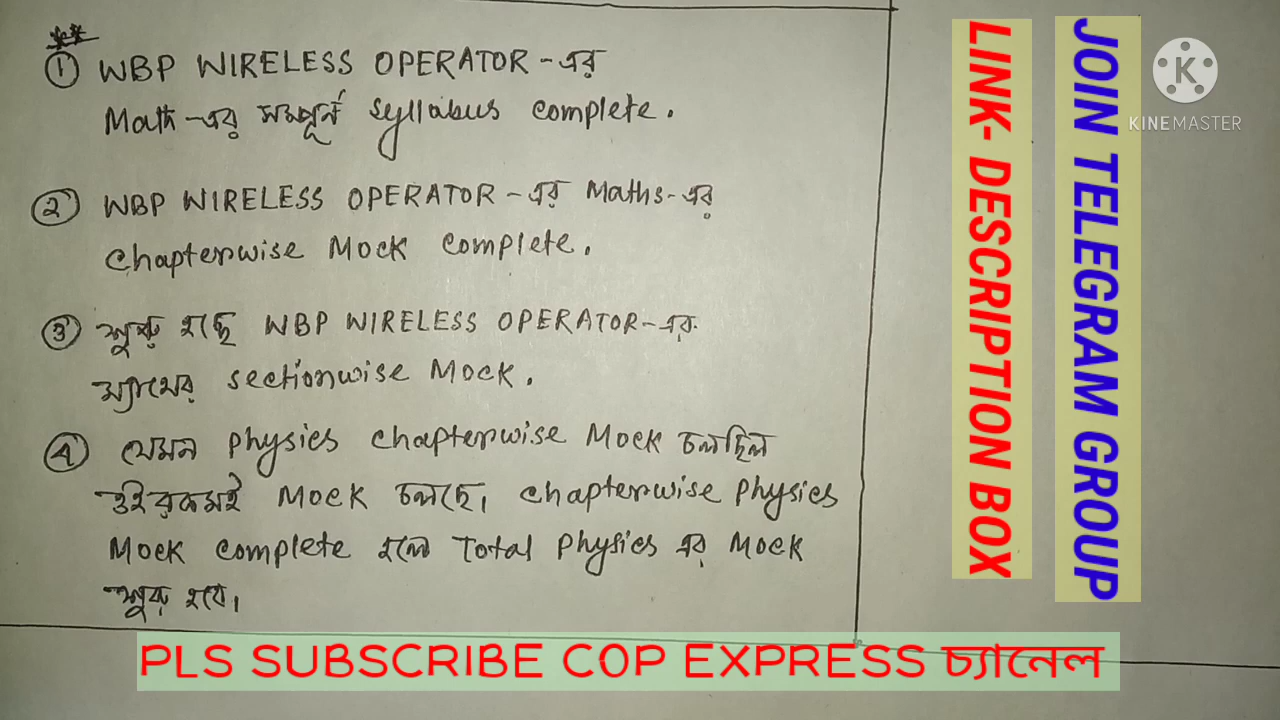 ① WBP WIRELESS OPERATOR-এর
Math-এর সম্পূর্ন syllabus complete.
② WBP WIRELESS OPERATOR-এর Maths-এর
Chapterwise Mock complete.
③ শুরু হচ্ছে WBP WIRELESS OPERATOR-এর
ম্যাথের sectionwise Mock.
④ যেমন Physics Chapterwise Mock চলছিল
ওইরকমই Mock চলছে। Chapterwise Physics
Mock complete হলে Total Physics এর Mock
শুরু হবে।
LINK- DESCRIPTION BOX
JOIN TELEGRAM GROUP
K
KINEMASTER
PLS SUBSCRIBE COP EXPRESS চ্যানেল